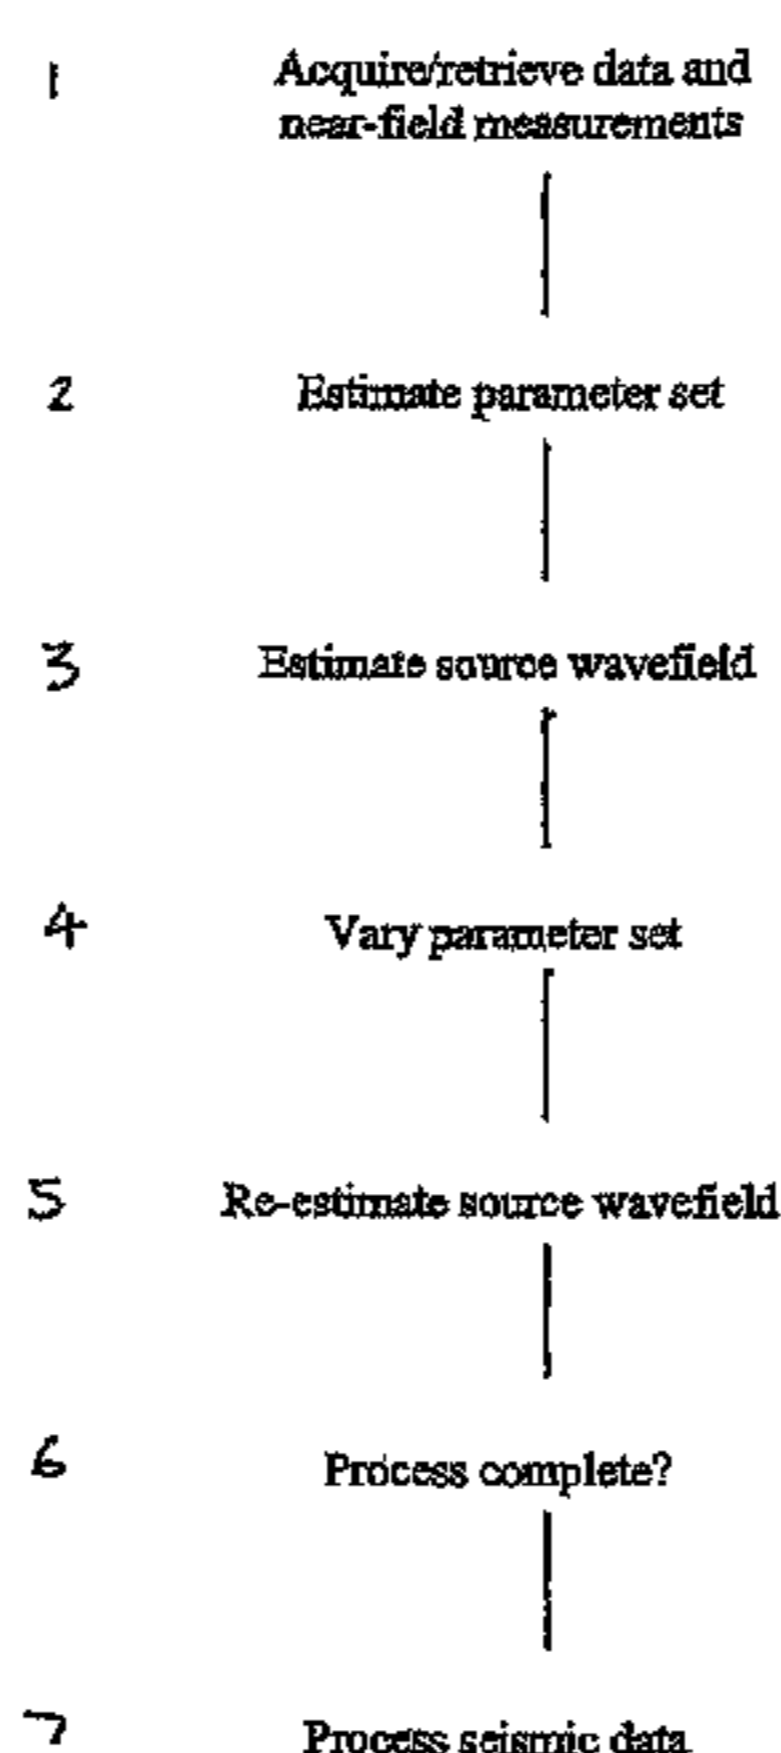 1 Acquire/retrieve data and
near-field measurements
2 Estimate parameter set
3 Estimate source wavefield
4 Vary parameter set
5 Re-estimate source wavefield
6 Process complete?
7 Process seismic data